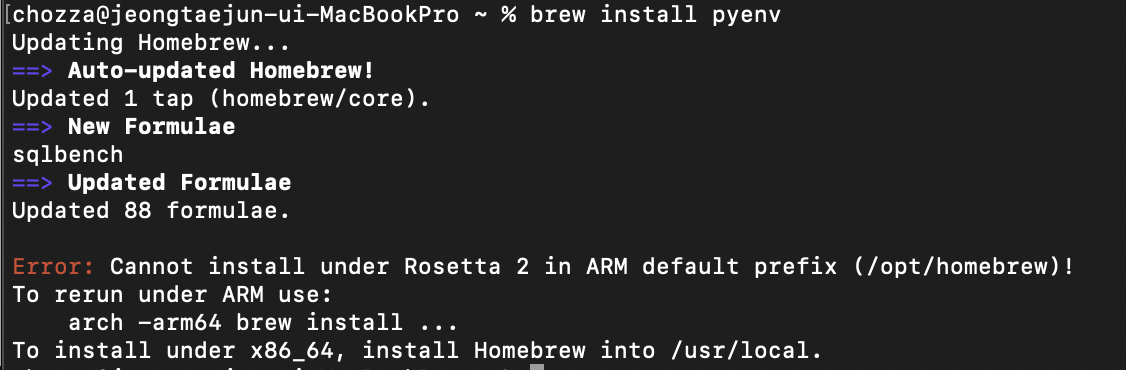 [chozza@jeongtaejun-ui-MacBookPro ~ % brew install pyenv
Updating Homebrew...
==> Auto-updated Homebrew!
Updated 1 tap (homebrew/core).
==> New Formulae
sqlbench
==> Updated Formulae
Updated 88 formulae.
Error: Cannot install under Rosetta 2 in ARM default prefix (/opt/homebrew)!
To rerun under ARM use:
    arch -arm64 brew install ...
To install under x86_64, install Homebrew into /usr/local.